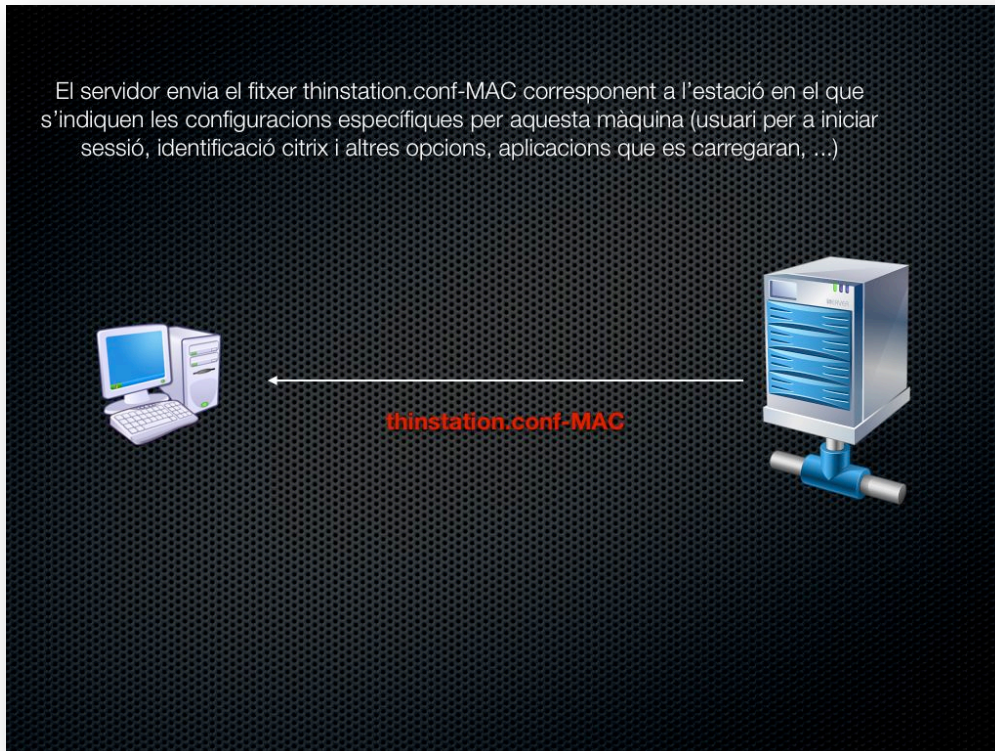 El servidor envia el fitxer thinstation.conf-MAC corresponent a l'estació en el que
s'indiquen les configuracions específiques per aquesta màquina (usuari per a iniciar
sessió, identificació citrix i altres opcions, aplicacions que es carregaran, ...)
thinstation.conf-MAC